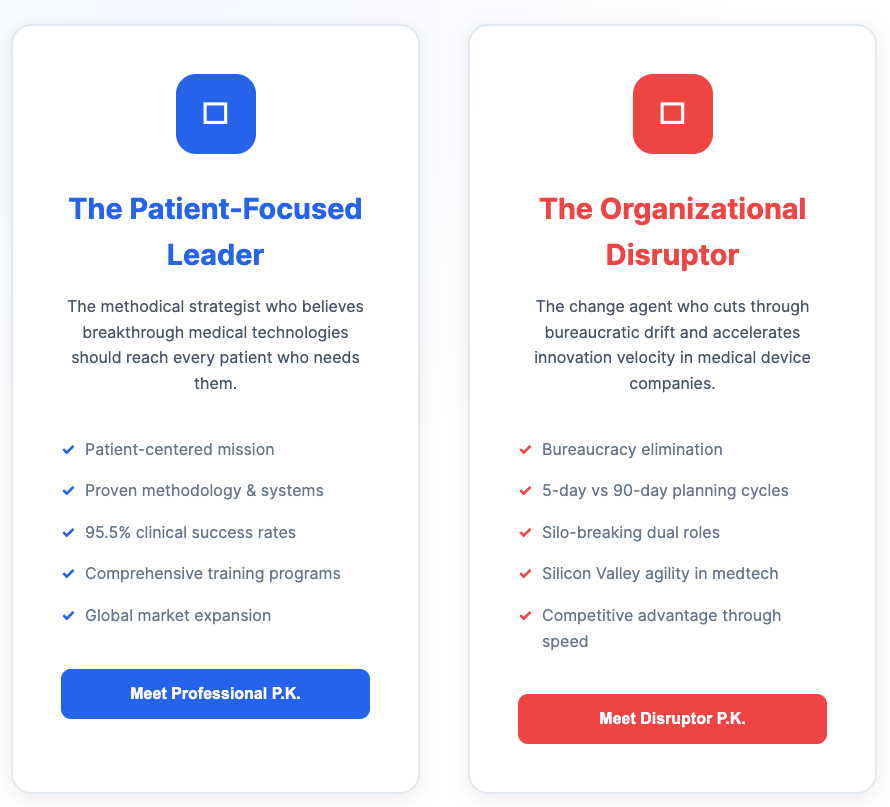 The Patient-Focused
Leader
The methodical strategist who believes
breakthrough medical technologies
should reach every patient who needs
them.
Patient-centered mission
Proven methodology & systems
95.5% clinical success rates
Comprehensive training programs
Global market expansion
Meet Professional P.K.
The Organizational
Disruptor
The change agent who cuts through
bureaucratic drift and accelerates
innovation velocity in medical device
companies.
Bureaucracy elimination
5-day vs 90-day planning cycles
Silo-breaking dual roles
Silicon Valley agility in medtech
Competitive advantage through
speed
Meet Disruptor P.K.